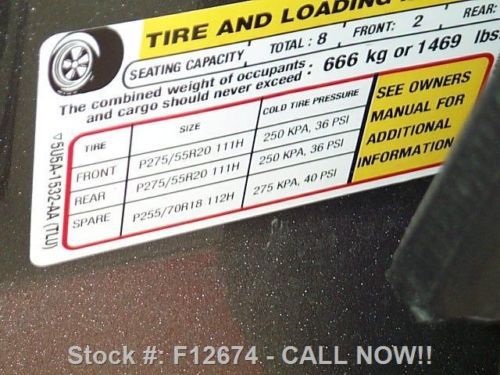 TIRE AND LOADING
SEATING CAPACITY TOTAL: 8 FRONT: 2 REAR:
The combined weight of occupants and cargo should never exceed: 666 kg or 1469 lbs
TIRE SIZE COLD TIRE PRESSURE
FRONT P275/55R20 111H 250 KPA, 36 PSI
REAR P275/55R20 111H 250 KPA, 36 PSI
SPARE P255/70R18 112H 275 KPA, 40 PSI
SEE OWNERS
MANUAL FOR
ADDITIONAL
INFORMATION
5U5A-1532-AA (TLU)
Stock #: F12674 - CALL NOW!!